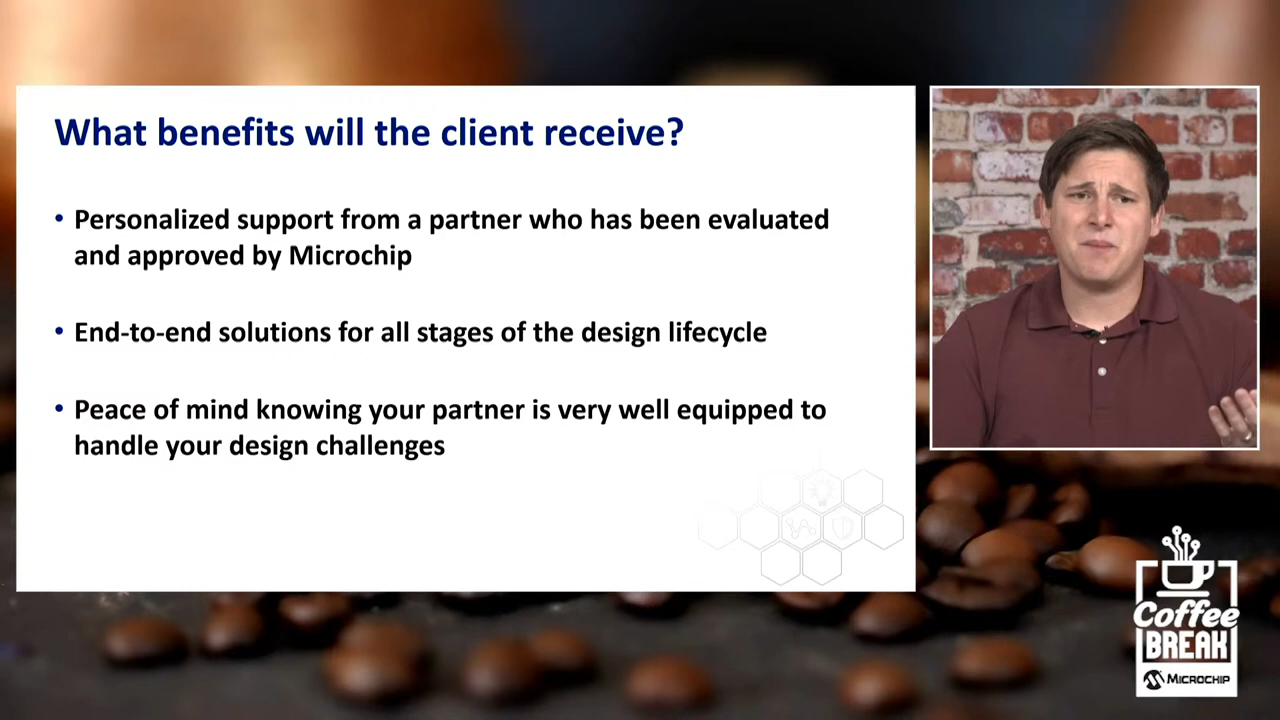 What benefits will the client receive?
• Personalized support from a partner who has been evaluated
and approved by Microchip
• End-to-end solutions for all stages of the design lifecycle
• Peace of mind knowing your partner is very well equipped to
handle your design challenges
Coffee
BREAK
MICROCHIP